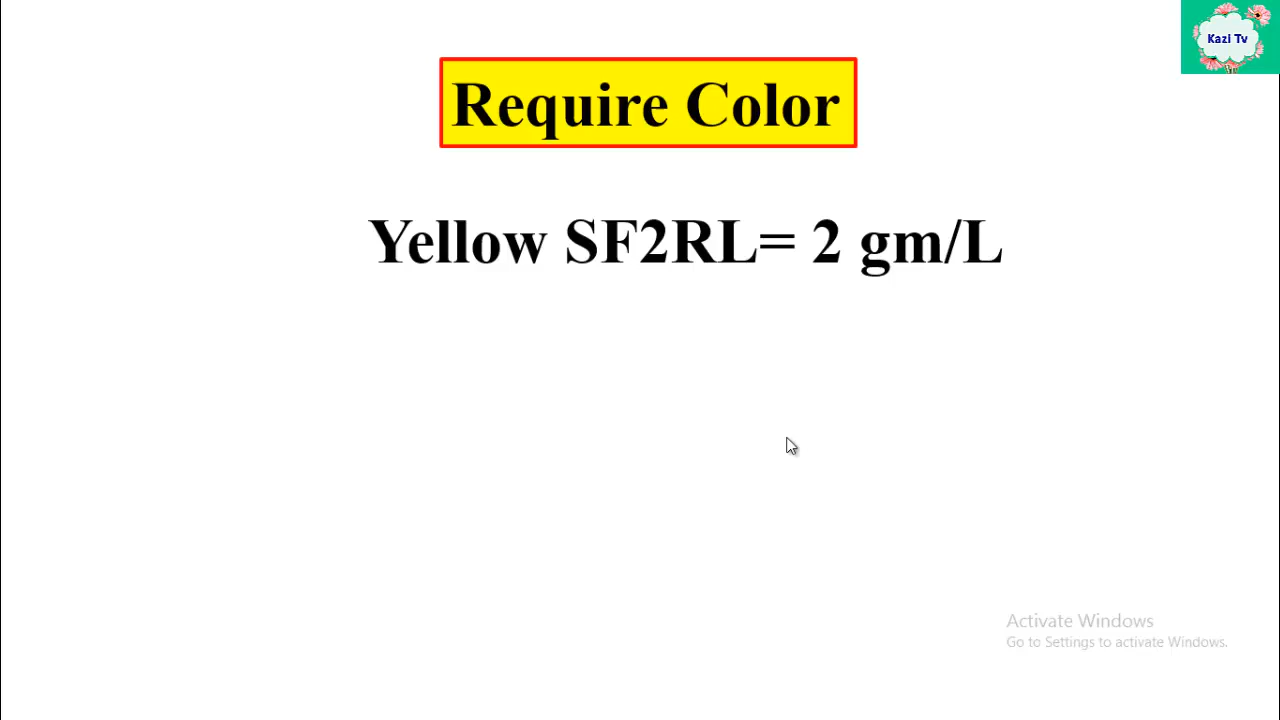 Kazi Tv
Require Color
Yellow SF2RL= 2 gm/L
Activate Windows
Go to Settings to activate Windows.